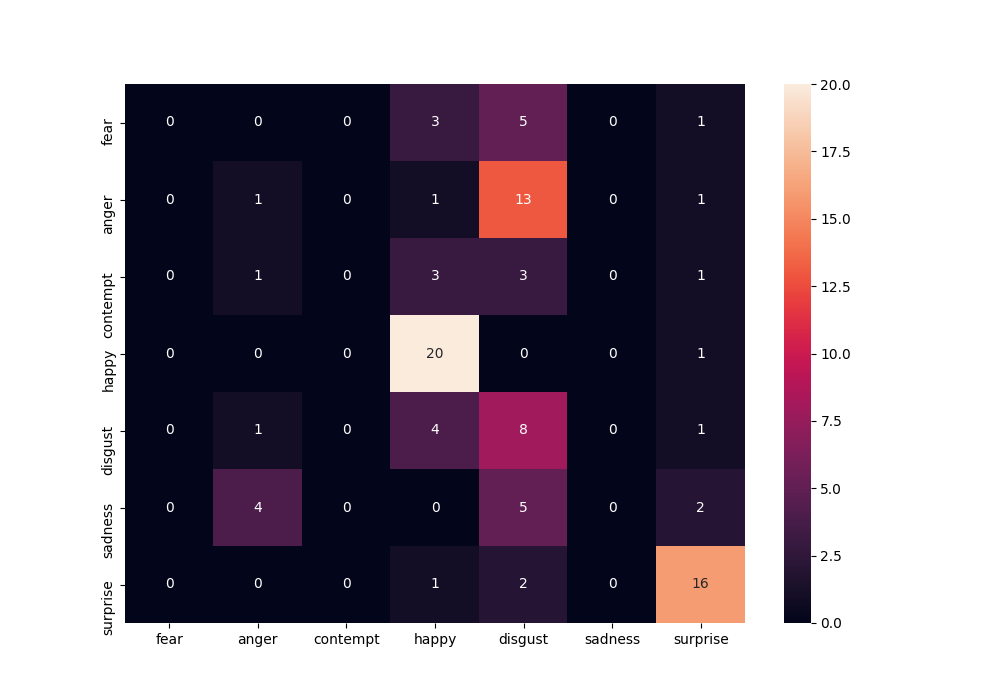 fear 0 0 0 3 5 0 1
anger 0 1 0 1 13 0 1
contempt 0 1 0 3 3 0 1
happy 0 0 0 20 0 0 1
disgust 0 1 0 4 8 0 1
sadness 0 4 0 0 5 0 2
surprise 0 0 0 1 2 0 16
fear anger contempt happy disgust sadness surprise
20.0
17.5
15.0
12.5
10.0
7.5
5.0
2.5
0.0